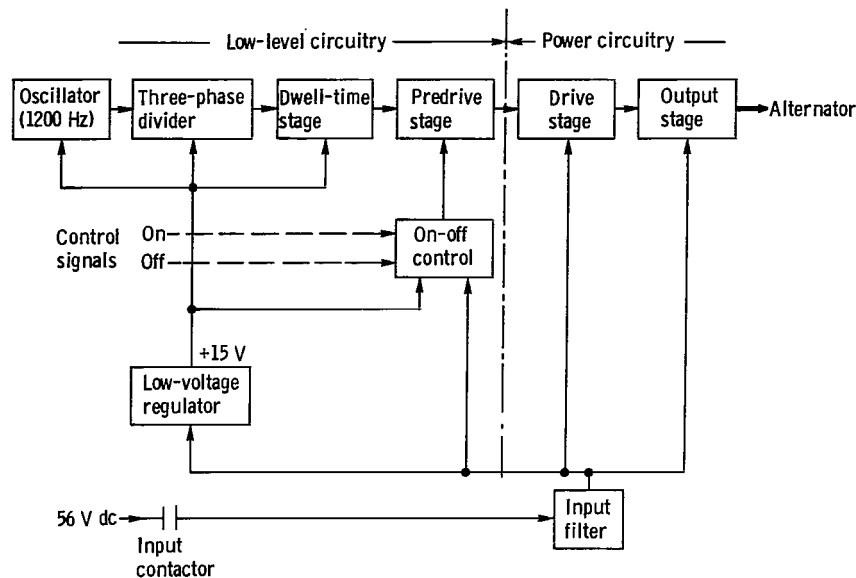 Low-level circuitry
Power circuitry
Oscillator
(1200 Hz)
Three-phase
divider
Dwell-time
stage
Predrive
stage
Drive
stage
Output
stage
Alternator
Control
signals
On
Off
On-off
control
+15 V
Low-voltage
regulator
56 V dc
Input
contactor
Input
filter